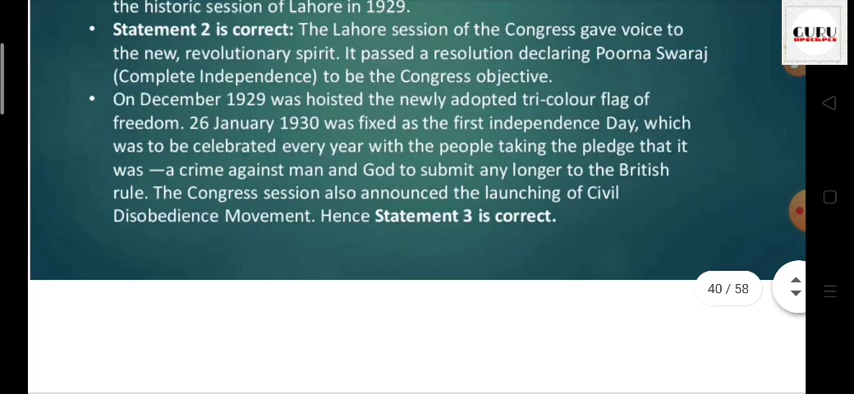 the historic session of Lahore in 1929.
• Statement 2 is correct: The Lahore session of the Congress gave voice to
the new, revolutionary spirit. It passed a resolution declaring Poorna Swaraj
(Complete Independence) to be the Congress objective.
• On December 1929 was hoisted the newly adopted tri-colour flag of
freedom. 26 January 1930 was fixed as the first independence Day, which
was to be celebrated every year with the people taking the pledge that it
was —a crime against man and God to submit any longer to the British
rule. The Congress session also announced the launching of Civil
Disobedience Movement. Hence Statement 3 is correct.
GURU
40 / 58